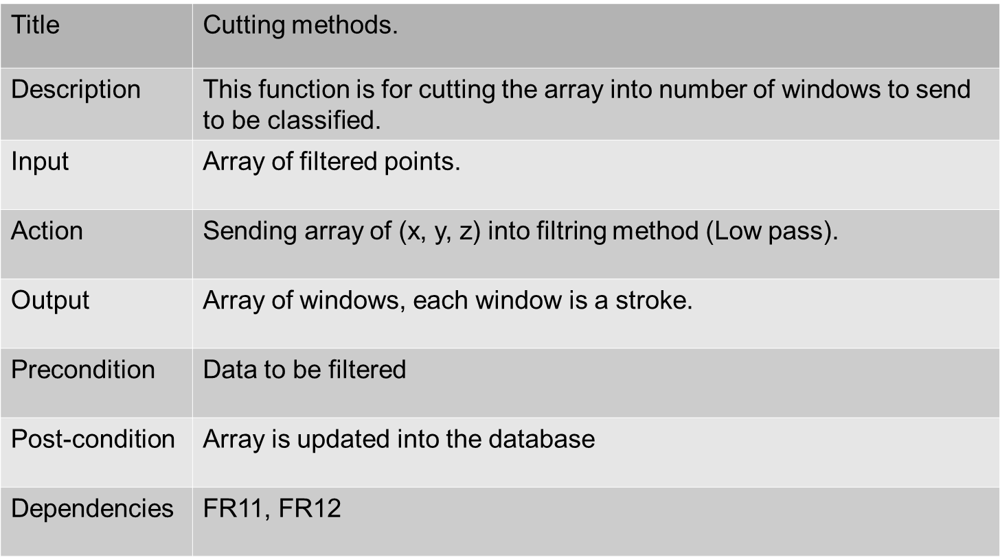 Title Cutting methods.
Description This function is for cutting the array into number of windows to send
to be classified.
Input Array of filtered points.
Action Sending array of (x, y, z) into filtring method (Low pass).
Output Array of windows, each window is a stroke.
Precondition Data to be filtered
Post-condition Array is updated into the database
Dependencies FR11, FR12